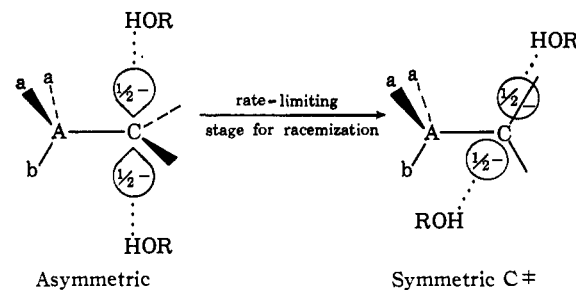 HOR
HOR
a a
½−
½−
A C
rate-limiting
A C
stage for racemization
b
½−
½−
b
a a
HOR
ROH
Asymmetric
Symmetric C‡